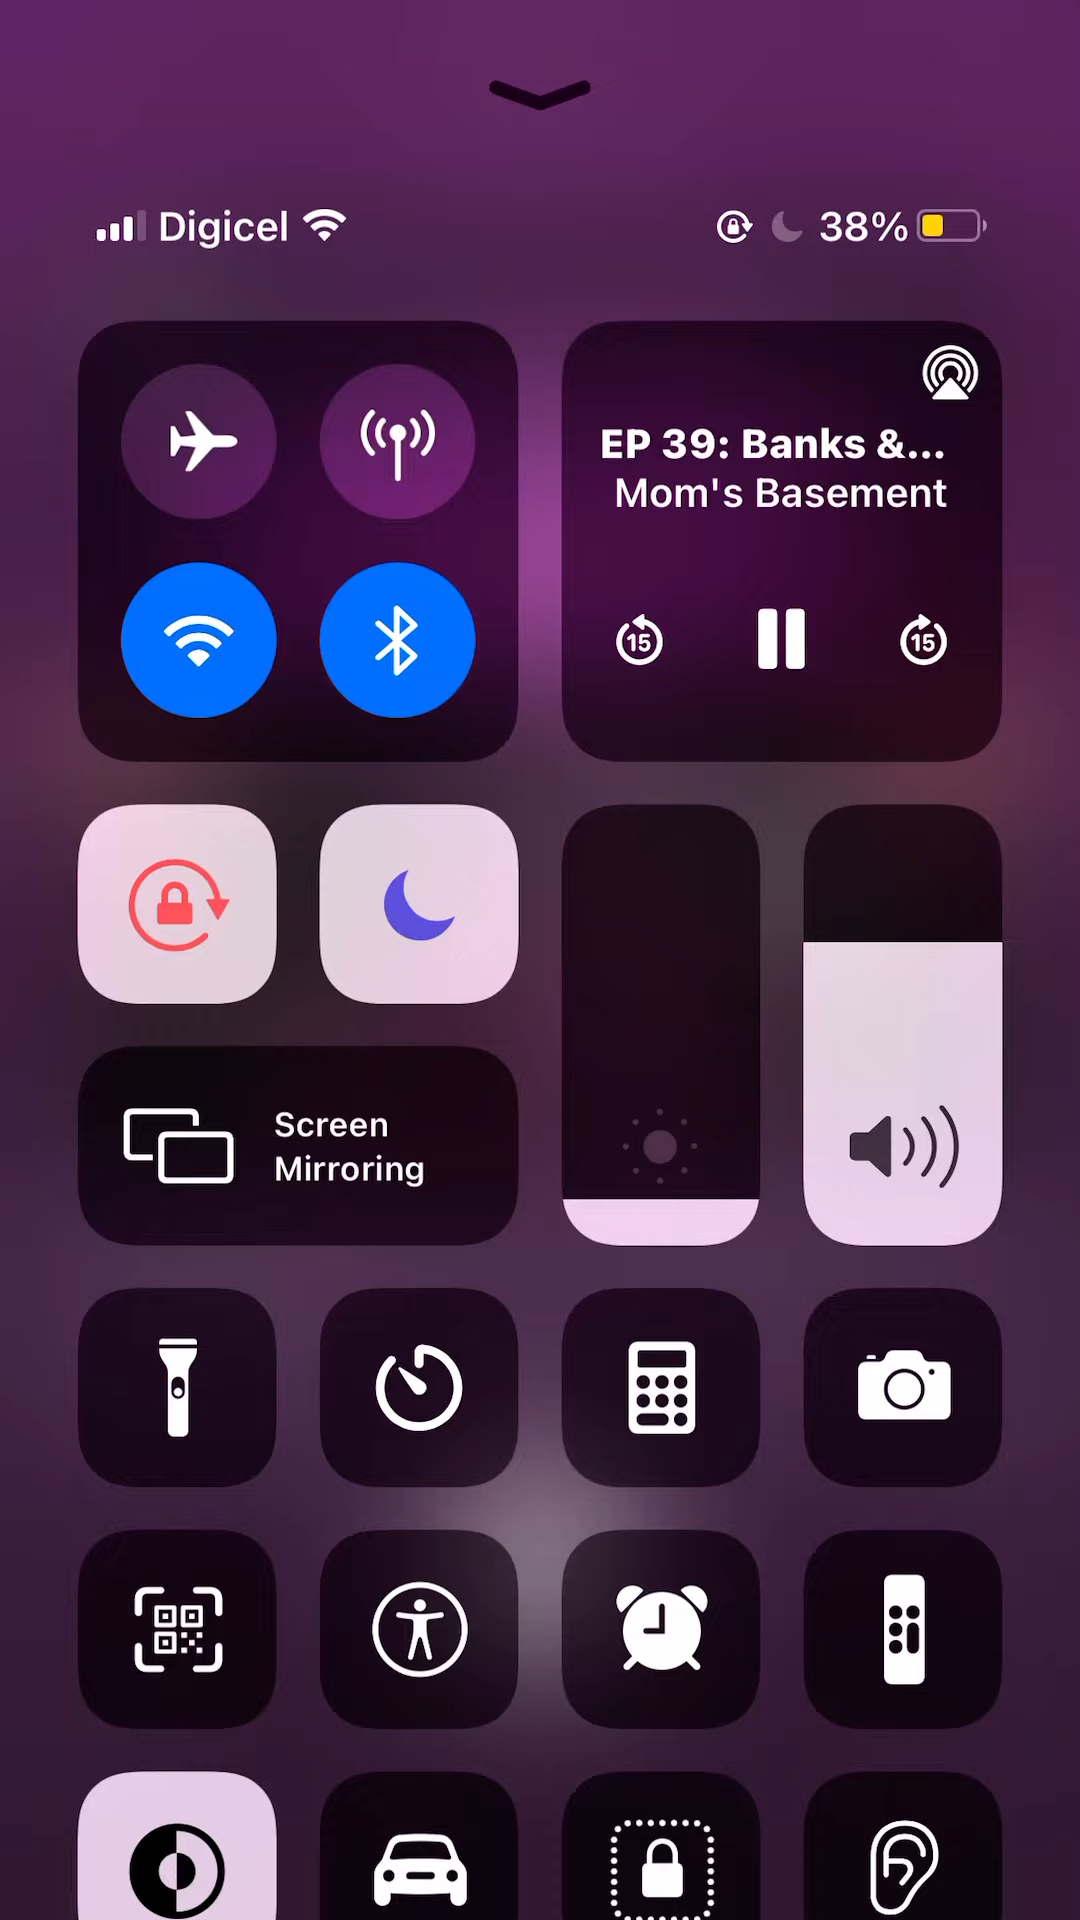 Digicel
38%
EP 39: Banks &...
Mom's Basement
15
15
Screen
Mirroring